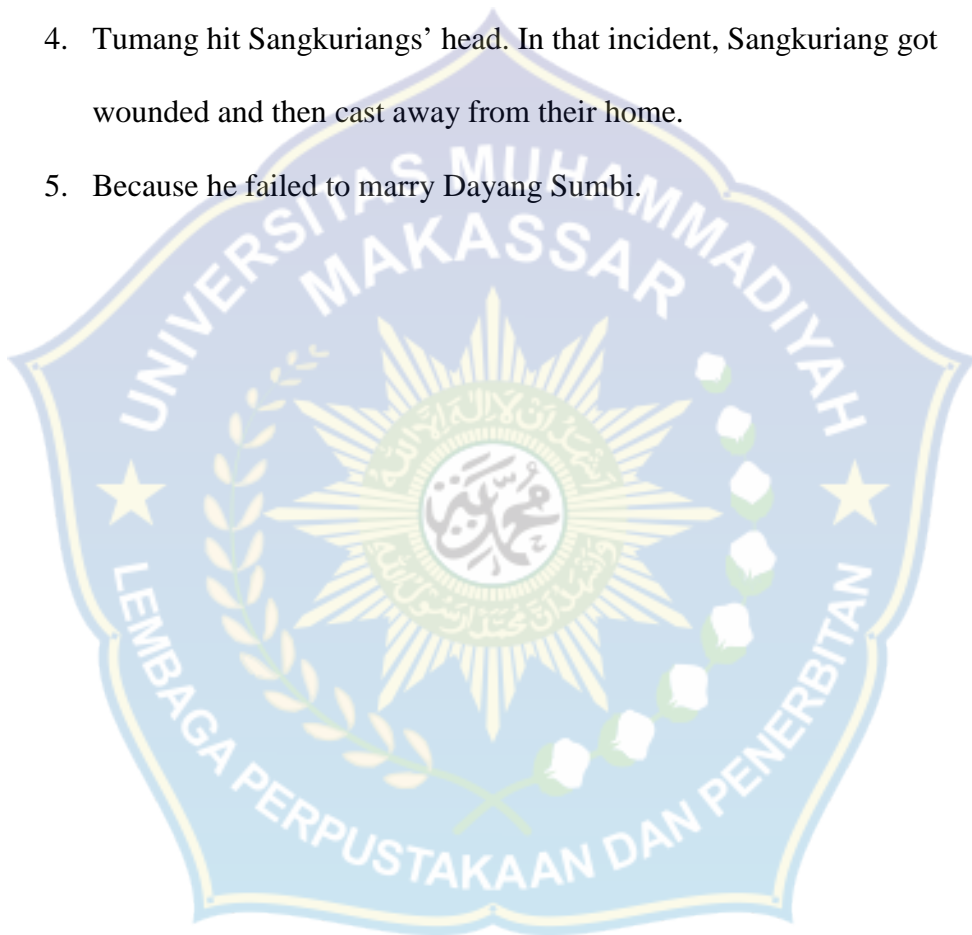 4. Tumang hit Sangkuriangs’ head. In that incident, Sangkuriang got
wounded and then cast away from their home.
5. Because he failed to marry Dayang Sumbi.
UNIVERSITAS MUHAMMADIYAH
MAKASSAR
LEMBAGA PERPUSTAKAAN DAN PENERBITAN